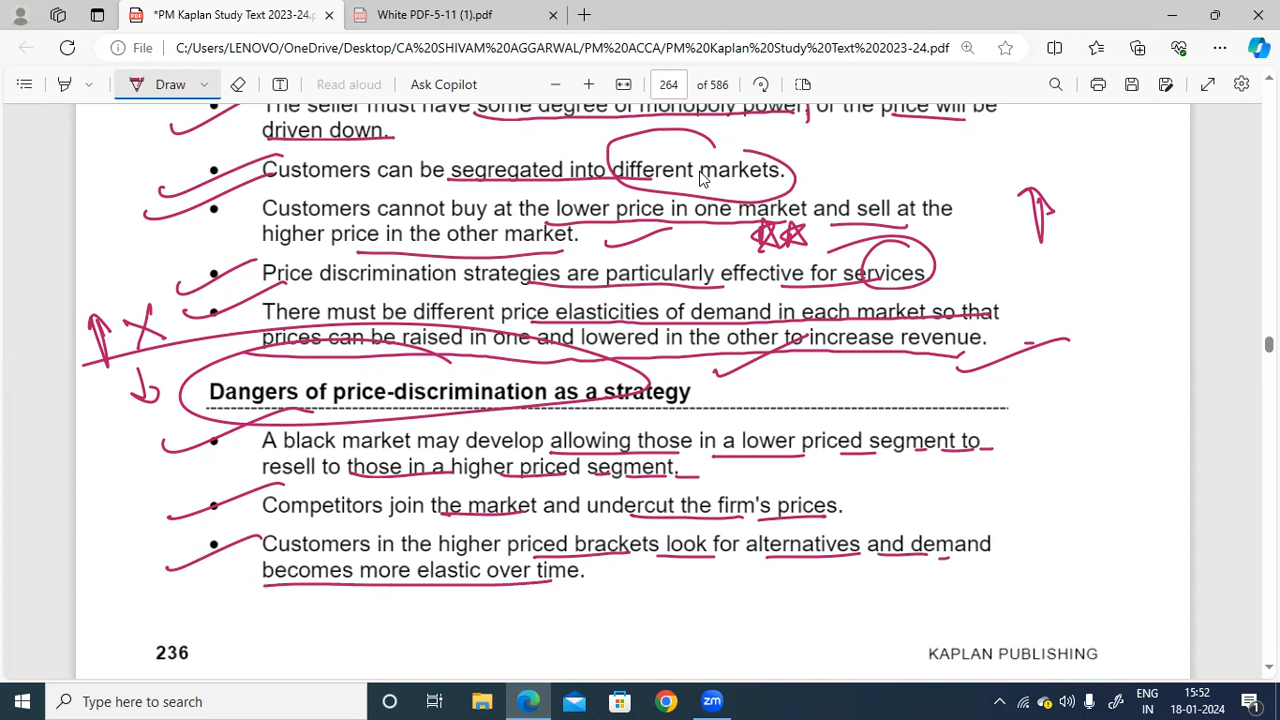 *PM Kaplan Study Text 2023-24.p
White PDF-5-11 (1).pdf
File
C:/Users/LENOVO/OneDrive/Desktop/CA%20SHIVAM%20AGGARWAL/PM%20ACCA/PM%20Kaplan%20Study%20Text%202023-24.pdf
Draw
Read aloud
Ask Copilot
264
of 586
The seller must have some degree of monopoly power, or the price will be
driven down.
• Customers can be segregated into different markets.
• Customers cannot buy at the lower price in one market and sell at the
higher price in the other market.
• Price discrimination strategies are particularly effective for services
• There must be different price elasticities of demand in each market so that
prices can be raised in one and lowered in the other to increase revenue.
Dangers of price-discrimination as a strategy
• A black market may develop allowing those in a lower priced segment to
resell to those in a higher priced segment.
• Competitors join the market and undercut the firm's prices.
• Customers in the higher priced brackets look for alternatives and demand
becomes more elastic over time.
236
KAPLAN PUBLISHING
Type here to search
zm
ENG
IN
15:52
18-01-2024
1